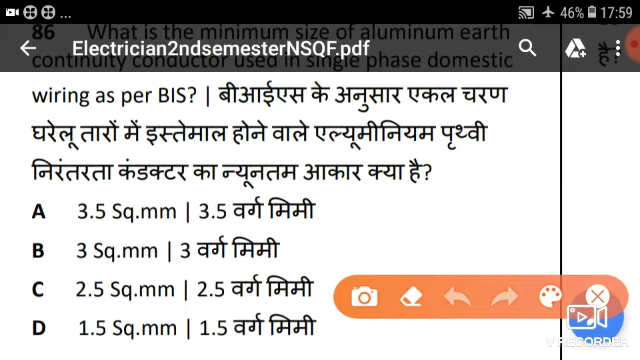 46% 17:59
86 What is the minimum size of aluminum earth
Electrician2ndsemesterNSQF.pdf
continuity conductor used in single phase domestic
wiring as per BIS? | बीआईएस के अनुसार एकल चरण
घरेलू तारों में इस्तेमाल होने वाले एल्यूमीनियम पृथ्वी
निरंतरता कंडक्टर का न्यूनतम आकार क्या है?
A 3.5 Sq.mm | 3.5 वर्ग मिमी
B 3 Sq.mm | 3 वर्ग मिमी
C 2.5 Sq.mm | 2.5 वर्ग मिमी
D 1.5 Sq.mm | 1.5 वर्ग मिमी
V RECORDER